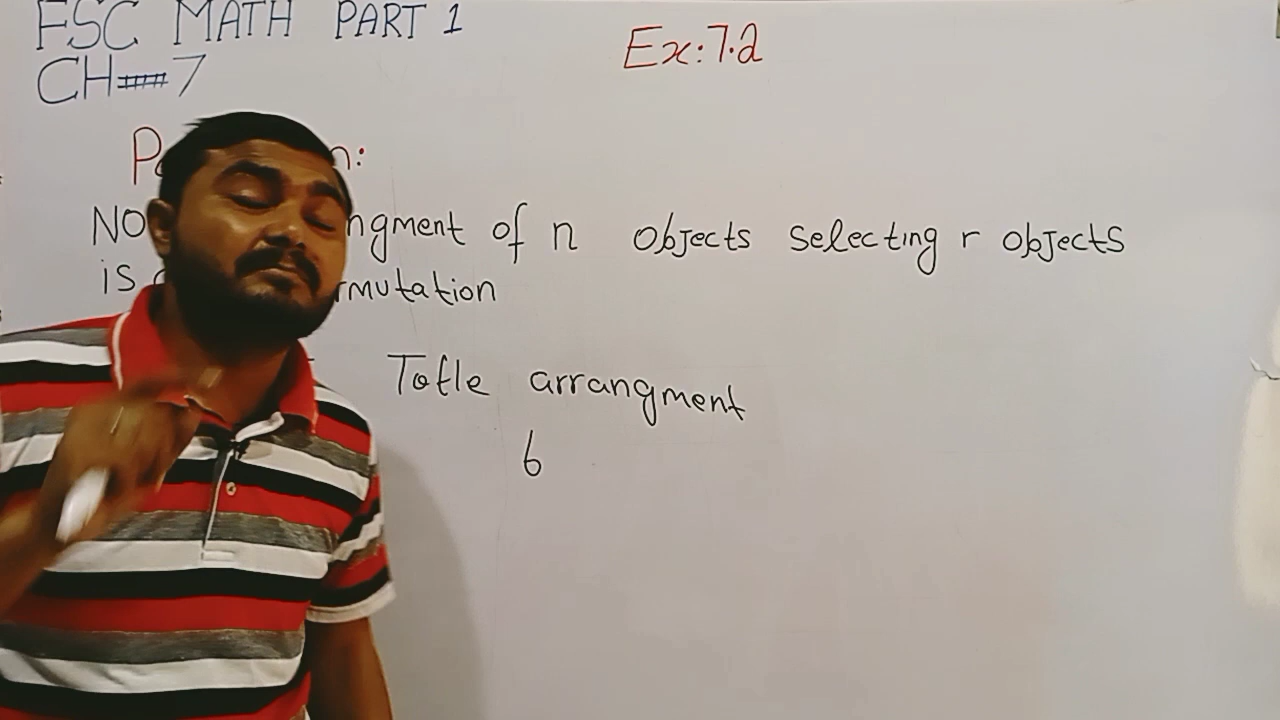 FSC MATH PART 1
Ex: 7.2
CH# 7
NO ngment of n objects selecting r objects
is rmutation
Totle arrangment
6